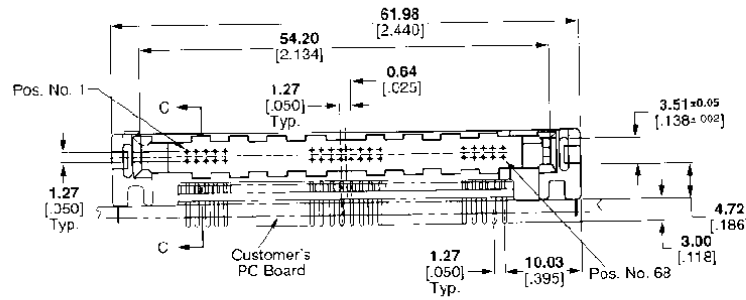 61.98
[2.440]
54.20
[2.134]
1.27
[.050]
Typ.
0.64
[.025]
Pos. No. 1
C
3.51±0.05
[.138±.002]
1.27
[.050]
Typ.
4.72
[.186]
3.00
[.118]
C
Customer's
PC Board
1.27
[.050]
Typ.
10.03
[.395]
Pos. No. 68